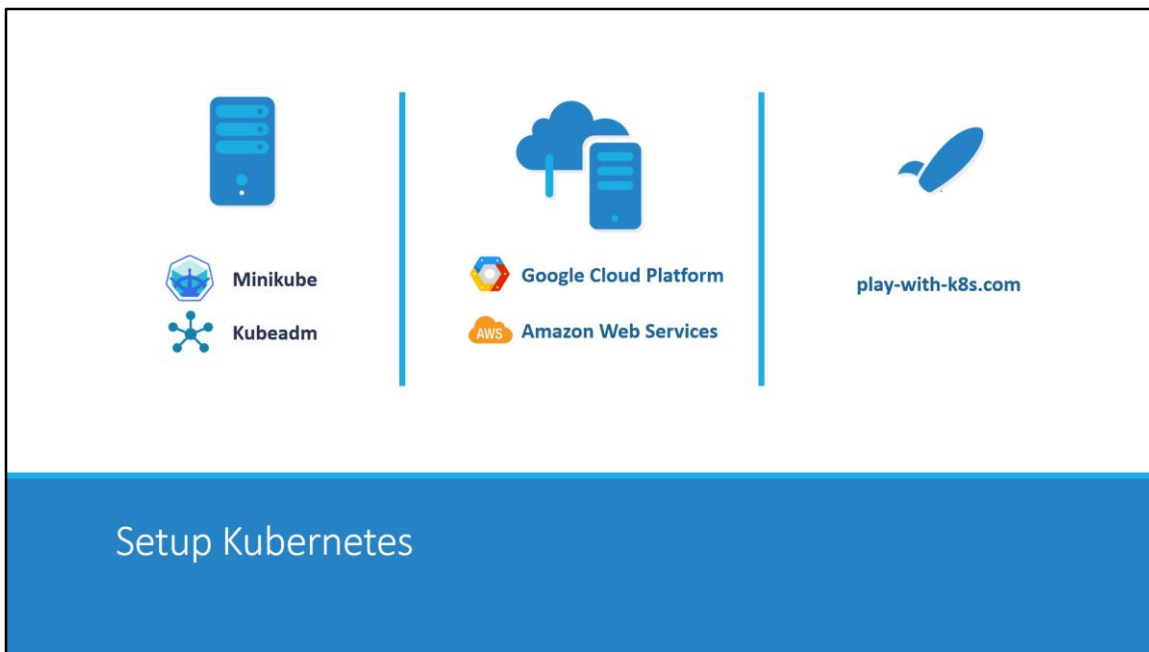 Minikube
Kubeadm
Google Cloud Platform
AWS Amazon Web Services
play-with-k8s.com
Setup Kubernetes